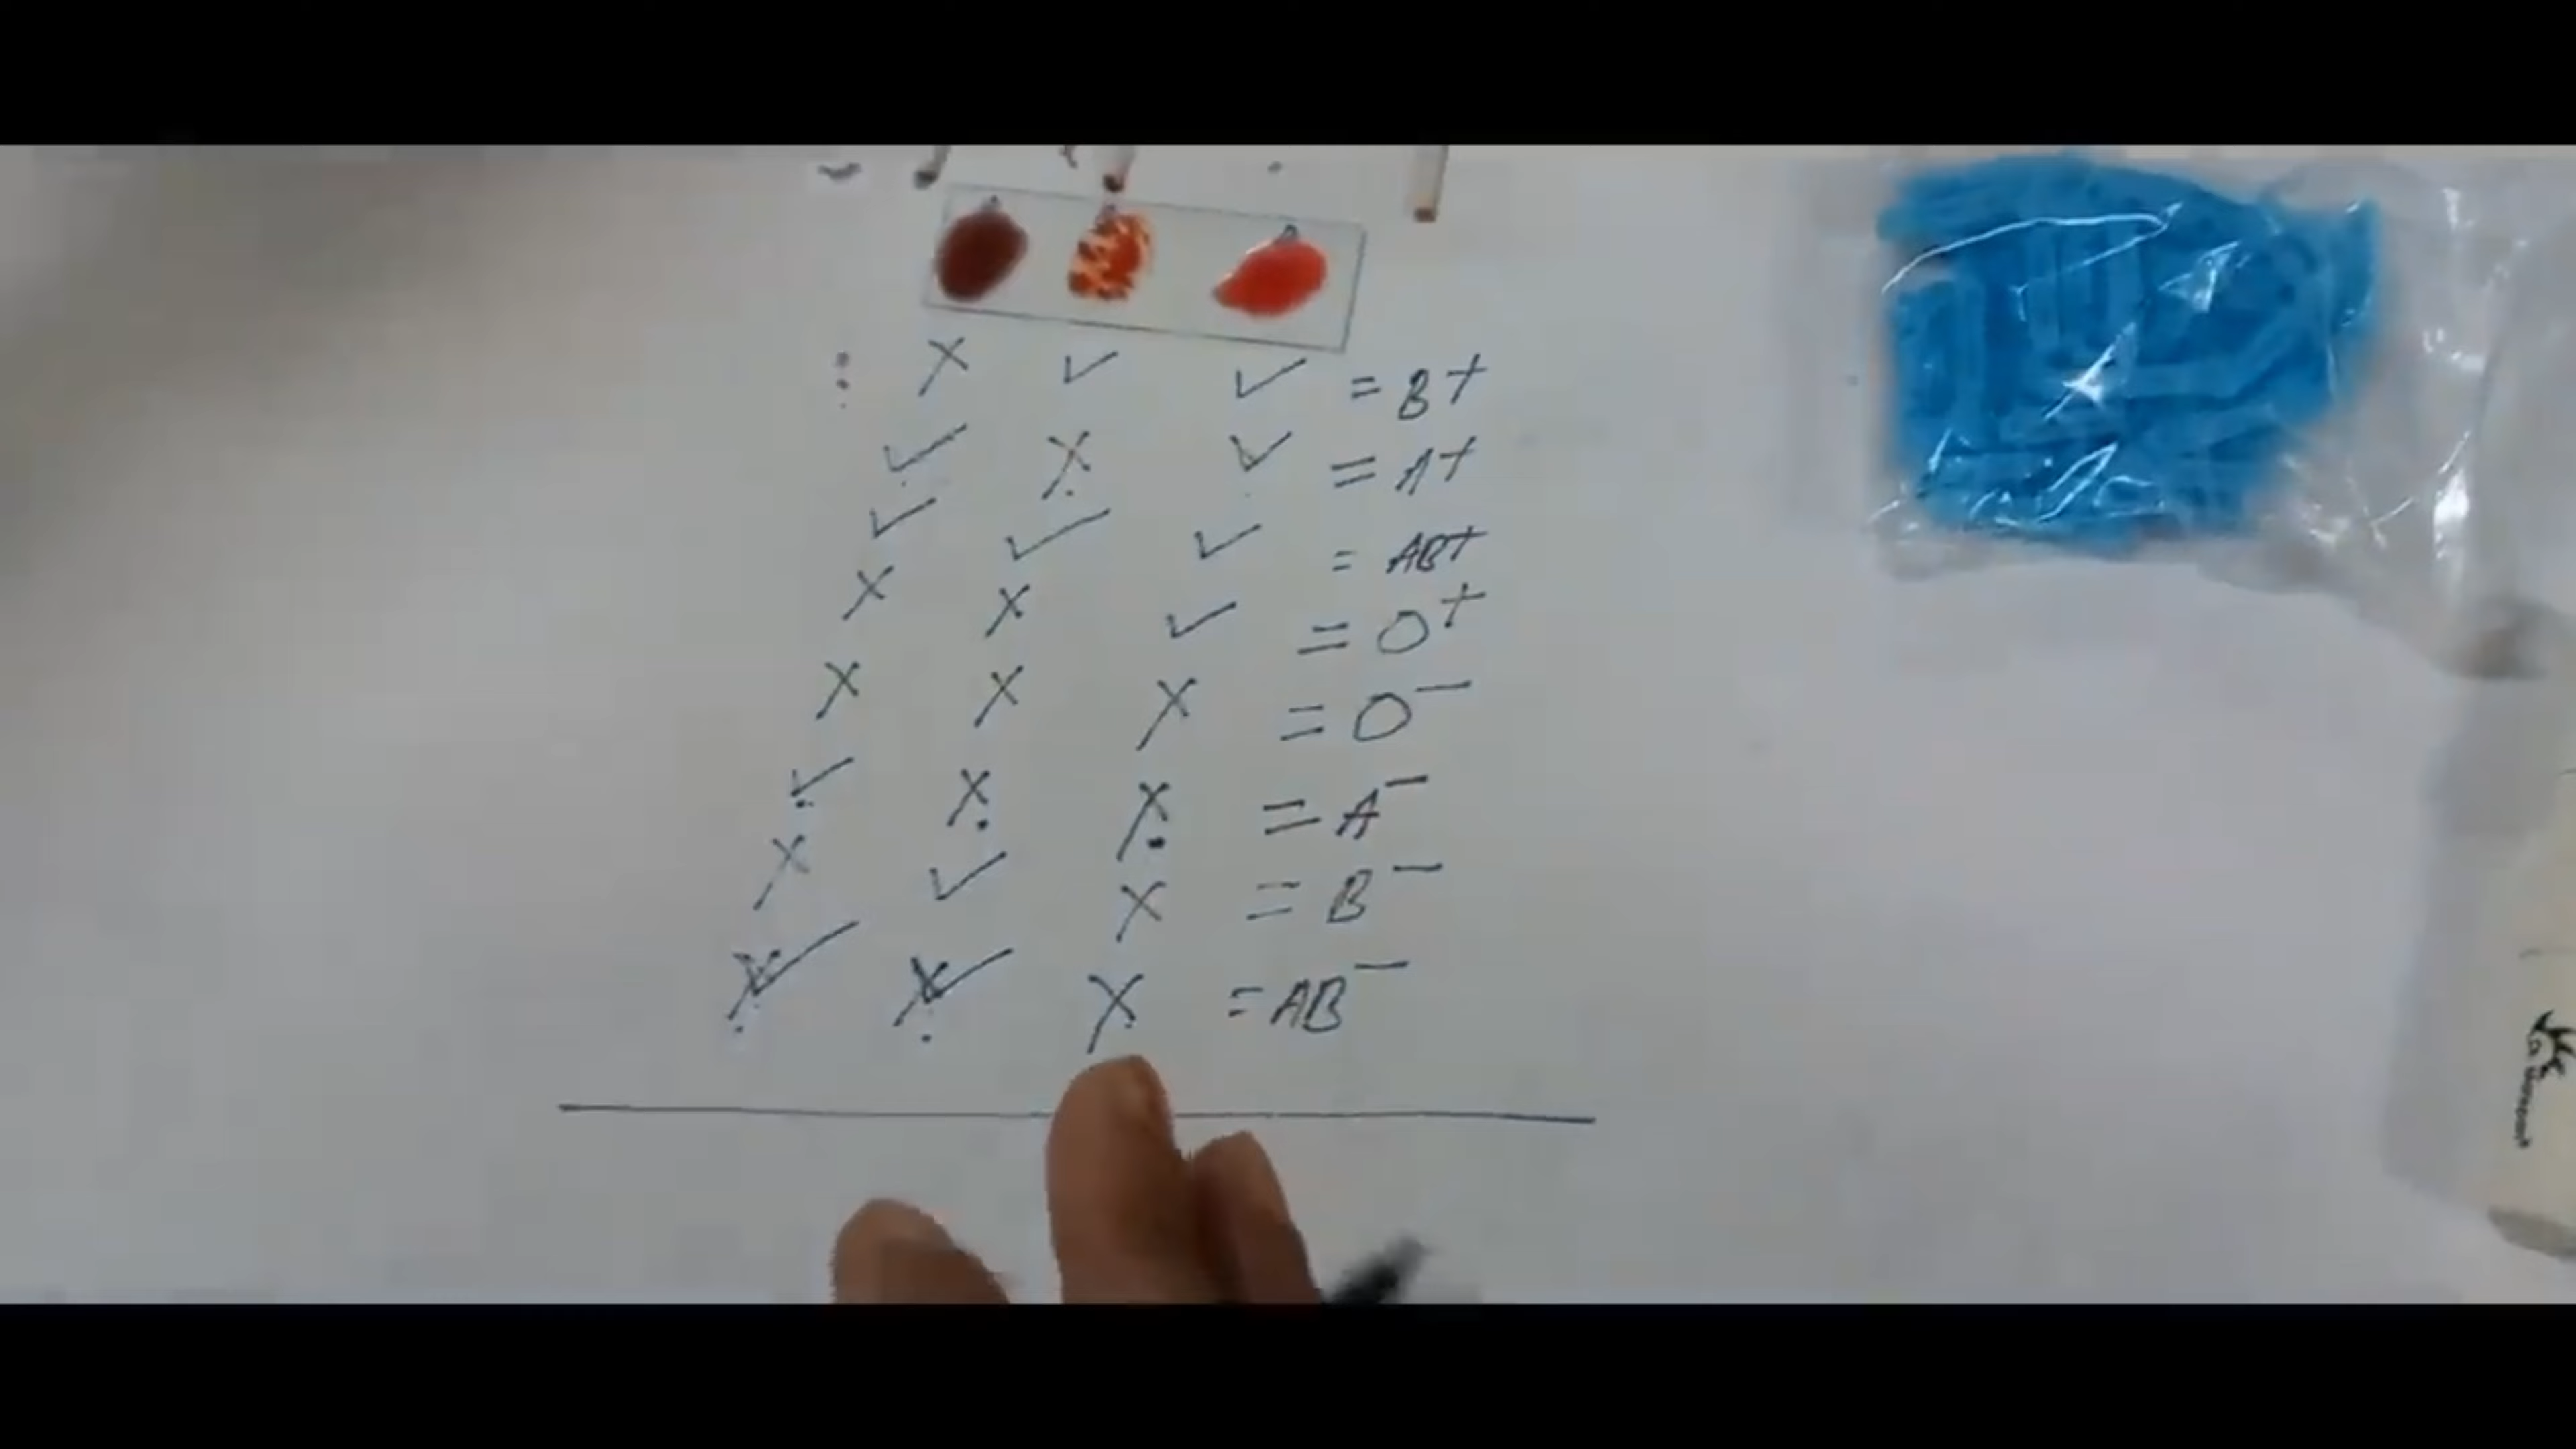 ✗ ✓ ✓ = B+
✓ ✗ ✓ = A+
✓ ✓ ✓ = AB+
✗ ✗ ✓ = O+
✗ ✗ ✗ = O-
✓ ✗ ✗ = A-
✗ ✓ ✗ = B-
✓ ✓ ✗ = AB-